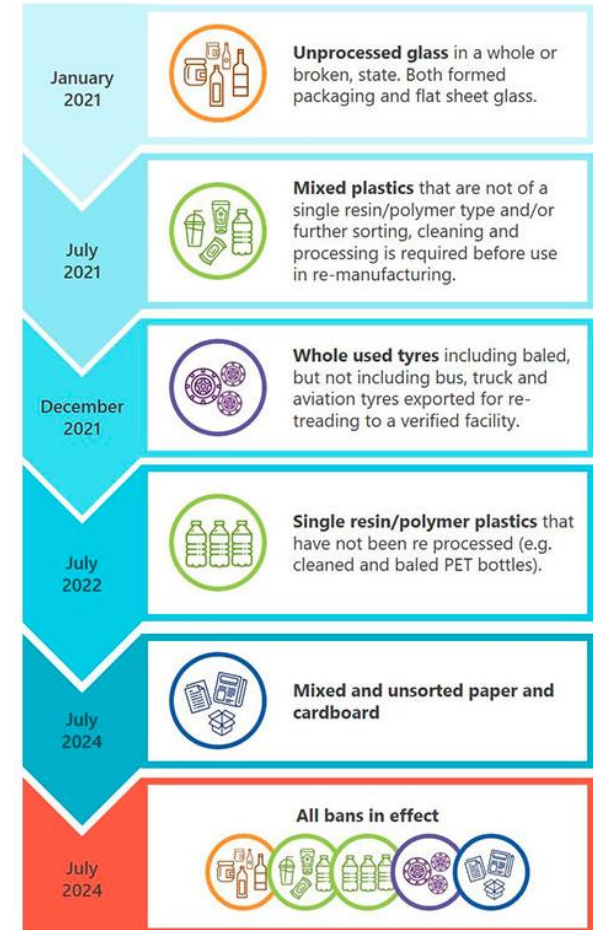 January
2021
Unprocessed glass in a whole or
broken, state. Both formed
packaging and flat sheet glass.
July
2021
Mixed plastics that are not of a
single resin/polymer type and/or
further sorting, cleaning and
processing is required before use
in re-manufacturing.
December
2021
Whole used tyres including baled,
but not including bus, truck and
aviation tyres exported for re-
treading to a verified facility.
July
2022
Single resin/polymer plastics that
have not been re processed (e.g.
cleaned and baled PET bottles).
July
2024
Mixed and unsorted paper and
cardboard
July
2024
All bans in effect